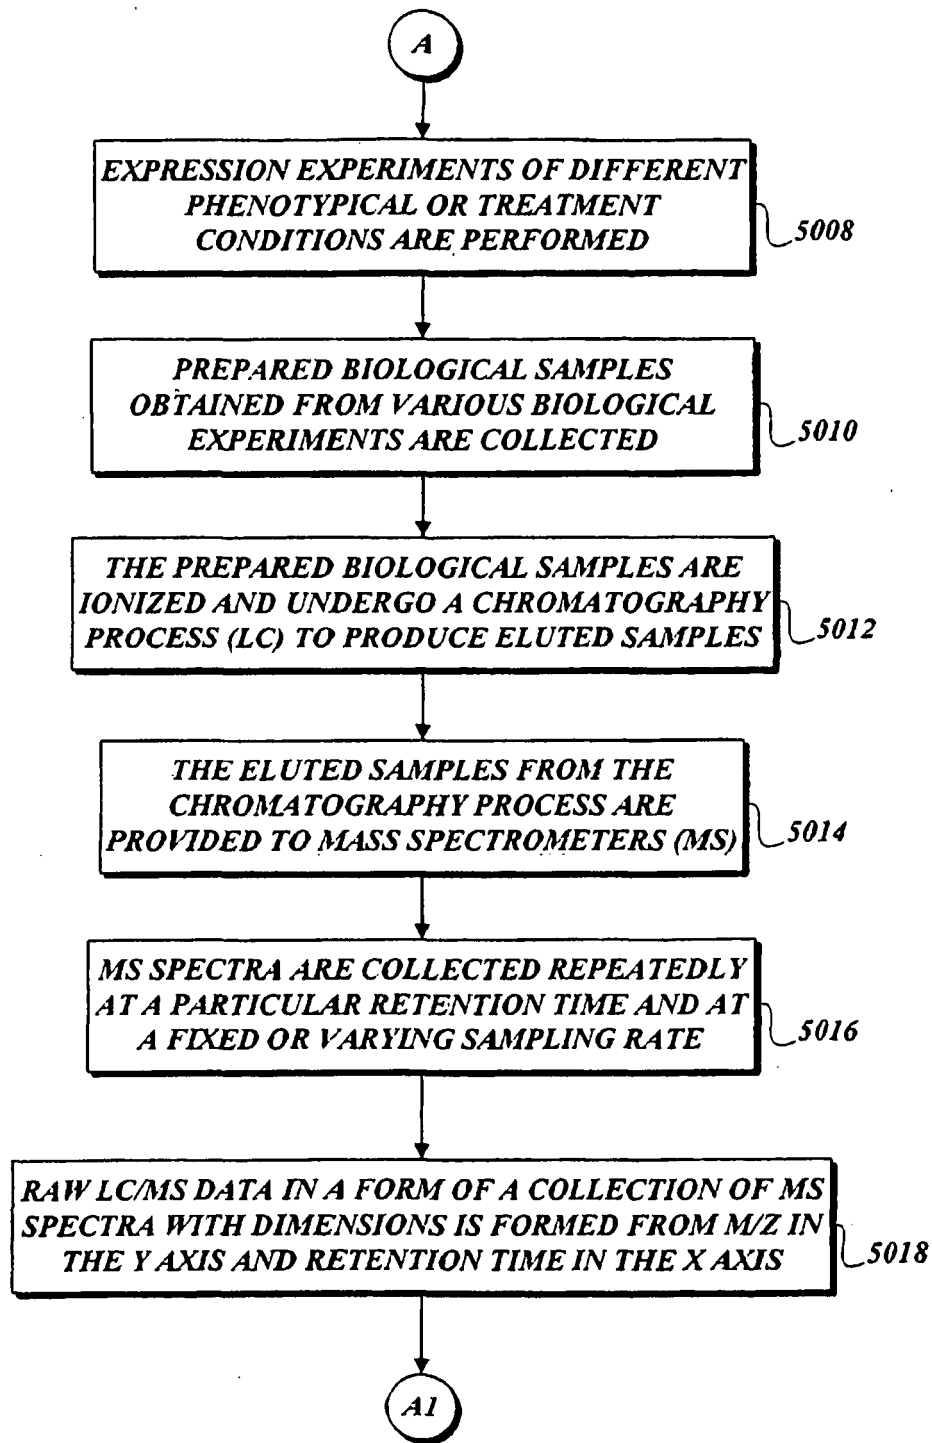 A
EXPRESSION EXPERIMENTS OF DIFFERENT
PHENOTYPICAL OR TREATMENT
CONDITIONS ARE PERFORMED
5008
PREPARED BIOLOGICAL SAMPLES
OBTAINED FROM VARIOUS BIOLOGICAL
EXPERIMENTS ARE COLLECTED
5010
THE PREPARED BIOLOGICAL SAMPLES ARE
IONIZED AND UNDERGO A CHROMATOGRAPHY
PROCESS (LC) TO PRODUCE ELUTED SAMPLES
5012
THE ELUTED SAMPLES FROM THE
CHROMATOGRAPHY PROCESS ARE
PROVIDED TO MASS SPECTROMETERS (MS)
5014
MS SPECTRA ARE COLLECTED REPEATEDLY
AT A PARTICULAR RETENTION TIME AND AT
A FIXED OR VARYING SAMPLING RATE
5016
RAW LC/MS DATA IN A FORM OF A COLLECTION OF MS
SPECTRA WITH DIMENSIONS IS FORMED FROM M/Z IN
THE Y AXIS AND RETENTION TIME IN THE X AXIS
5018
A1